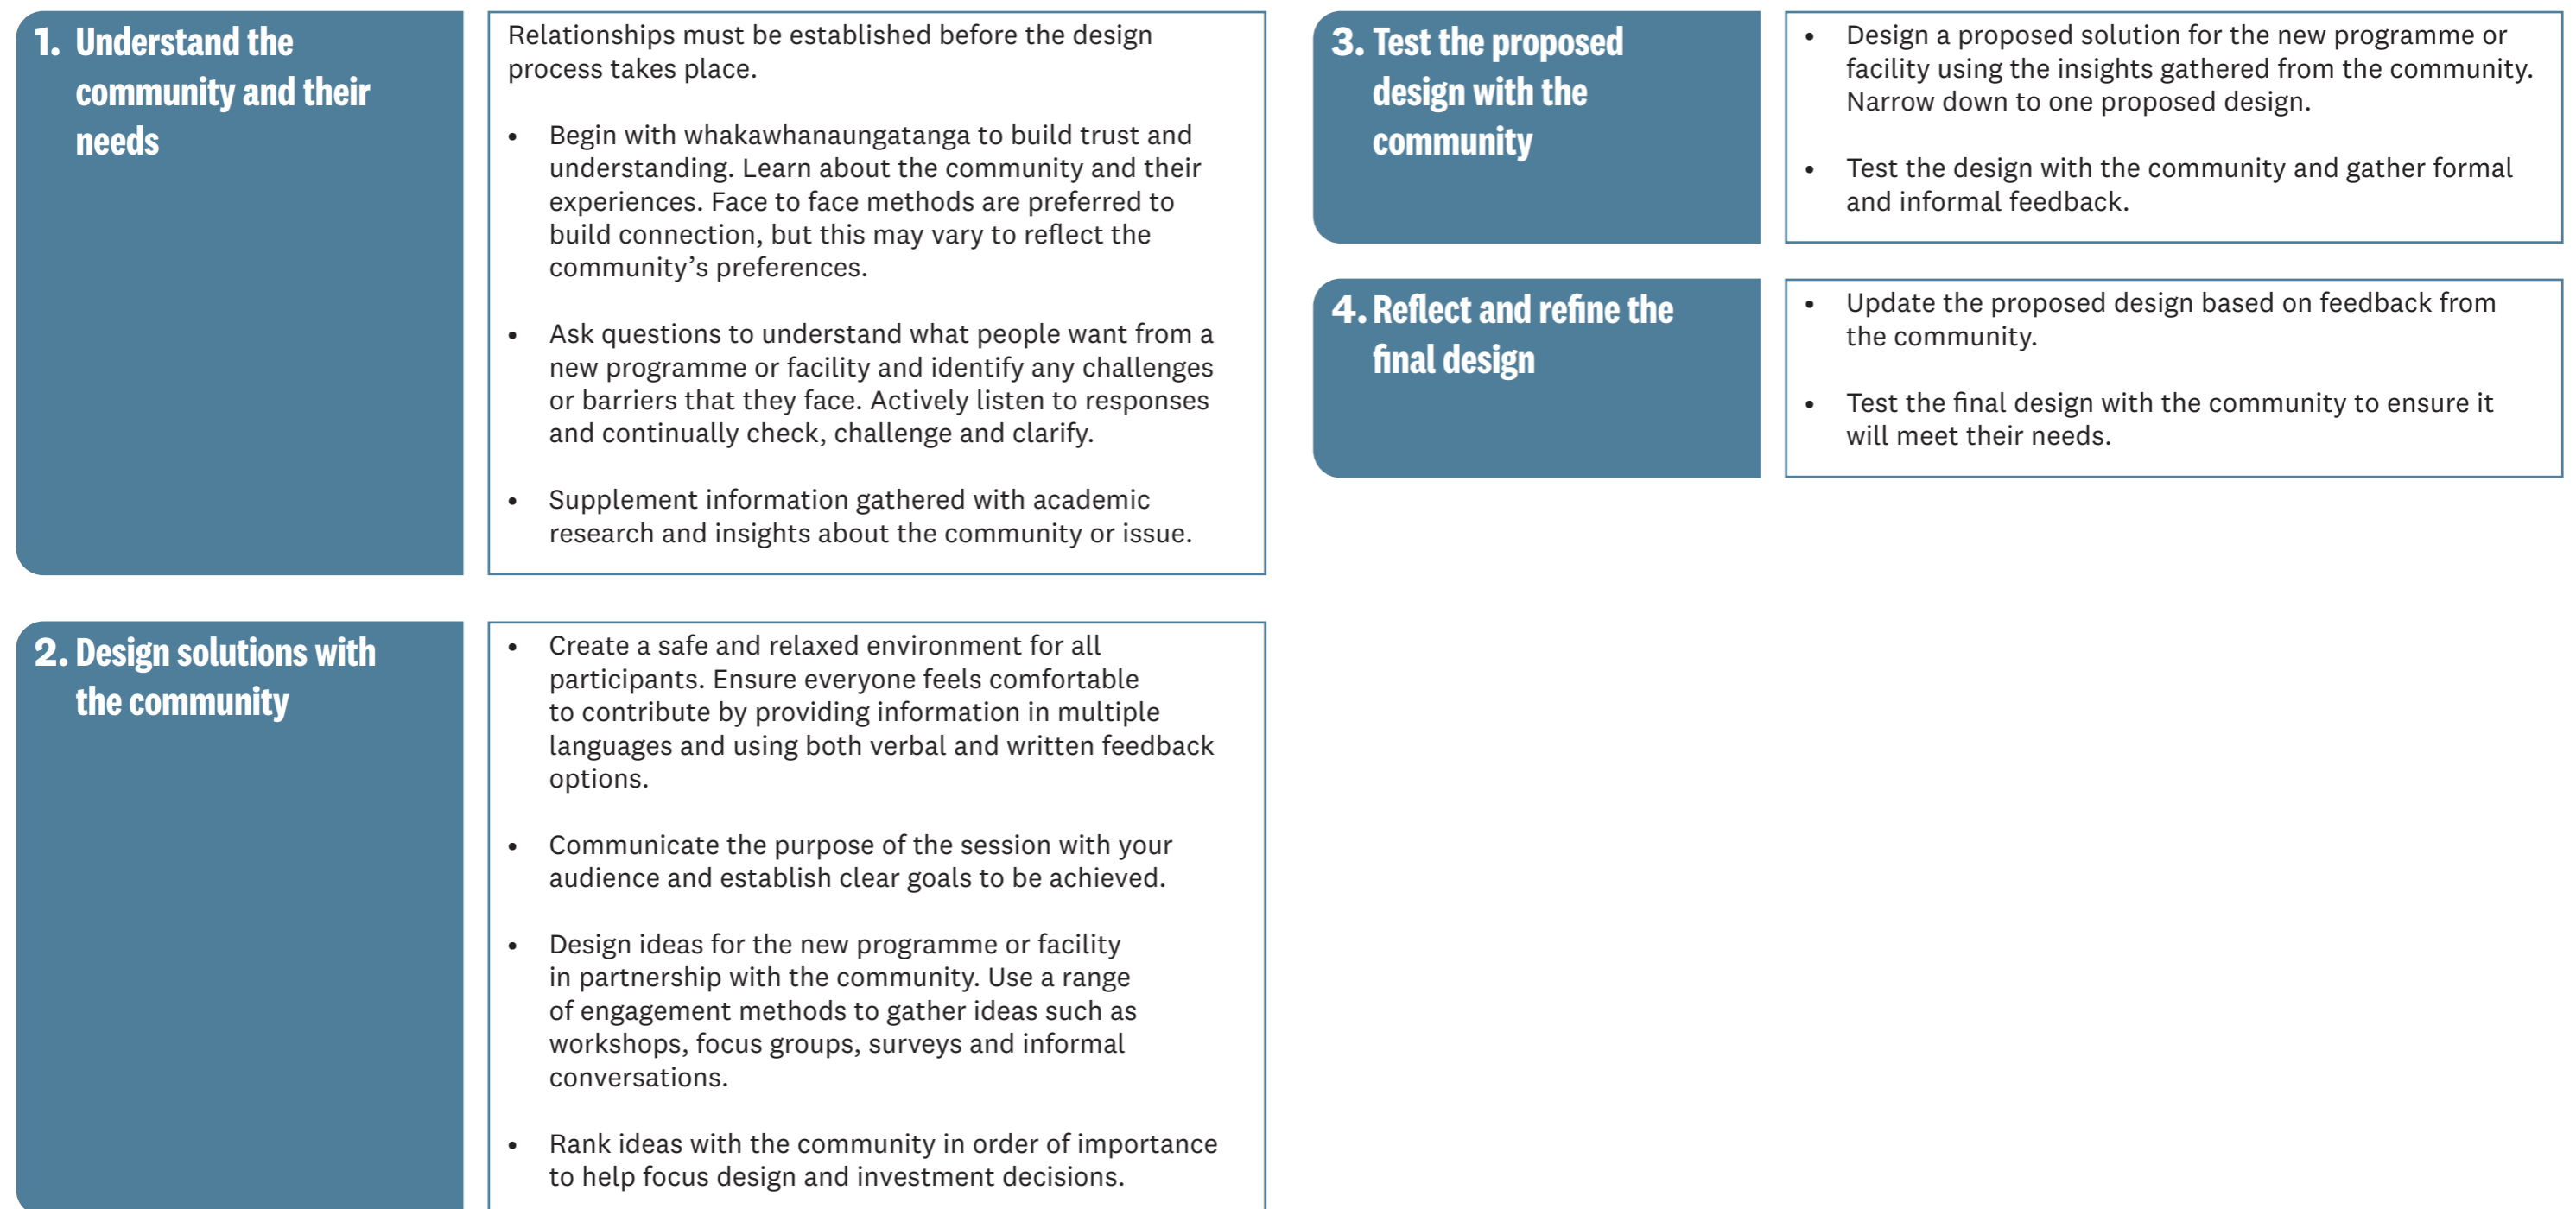 1. Understand the
community and their
needs
Relationships must be established before the design
process takes place.
• Begin with whakawhanaungatanga to build trust and
understanding. Learn about the community and their
experiences. Face to face methods are preferred to
build connection, but this may vary to reflect the
community’s preferences.
• Ask questions to understand what people want from a
new programme or facility and identify any challenges
or barriers that they face. Actively listen to responses
and continually check, challenge and clarify.
• Supplement information gathered with academic
research and insights about the community or issue.
2. Design solutions with
the community
• Create a safe and relaxed environment for all
participants. Ensure everyone feels comfortable
to contribute by providing information in multiple
languages and using both verbal and written feedback
options.
• Communicate the purpose of the session with your
audience and establish clear goals to be achieved.
• Design ideas for the new programme or facility
in partnership with the community. Use a range
of engagement methods to gather ideas such as
workshops, focus groups, surveys and informal
conversations.
• Rank ideas with the community in order of importance
to help focus design and investment decisions.
3. Test the proposed
design with the
community
• Design a proposed solution for the new programme or
facility using the insights gathered from the community.
Narrow down to one proposed design.
• Test the design with the community and gather formal
and informal feedback.
4. Reflect and refine the
final design
• Update the proposed design based on feedback from
the community.
• Test the final design with the community to ensure it
will meet their needs.